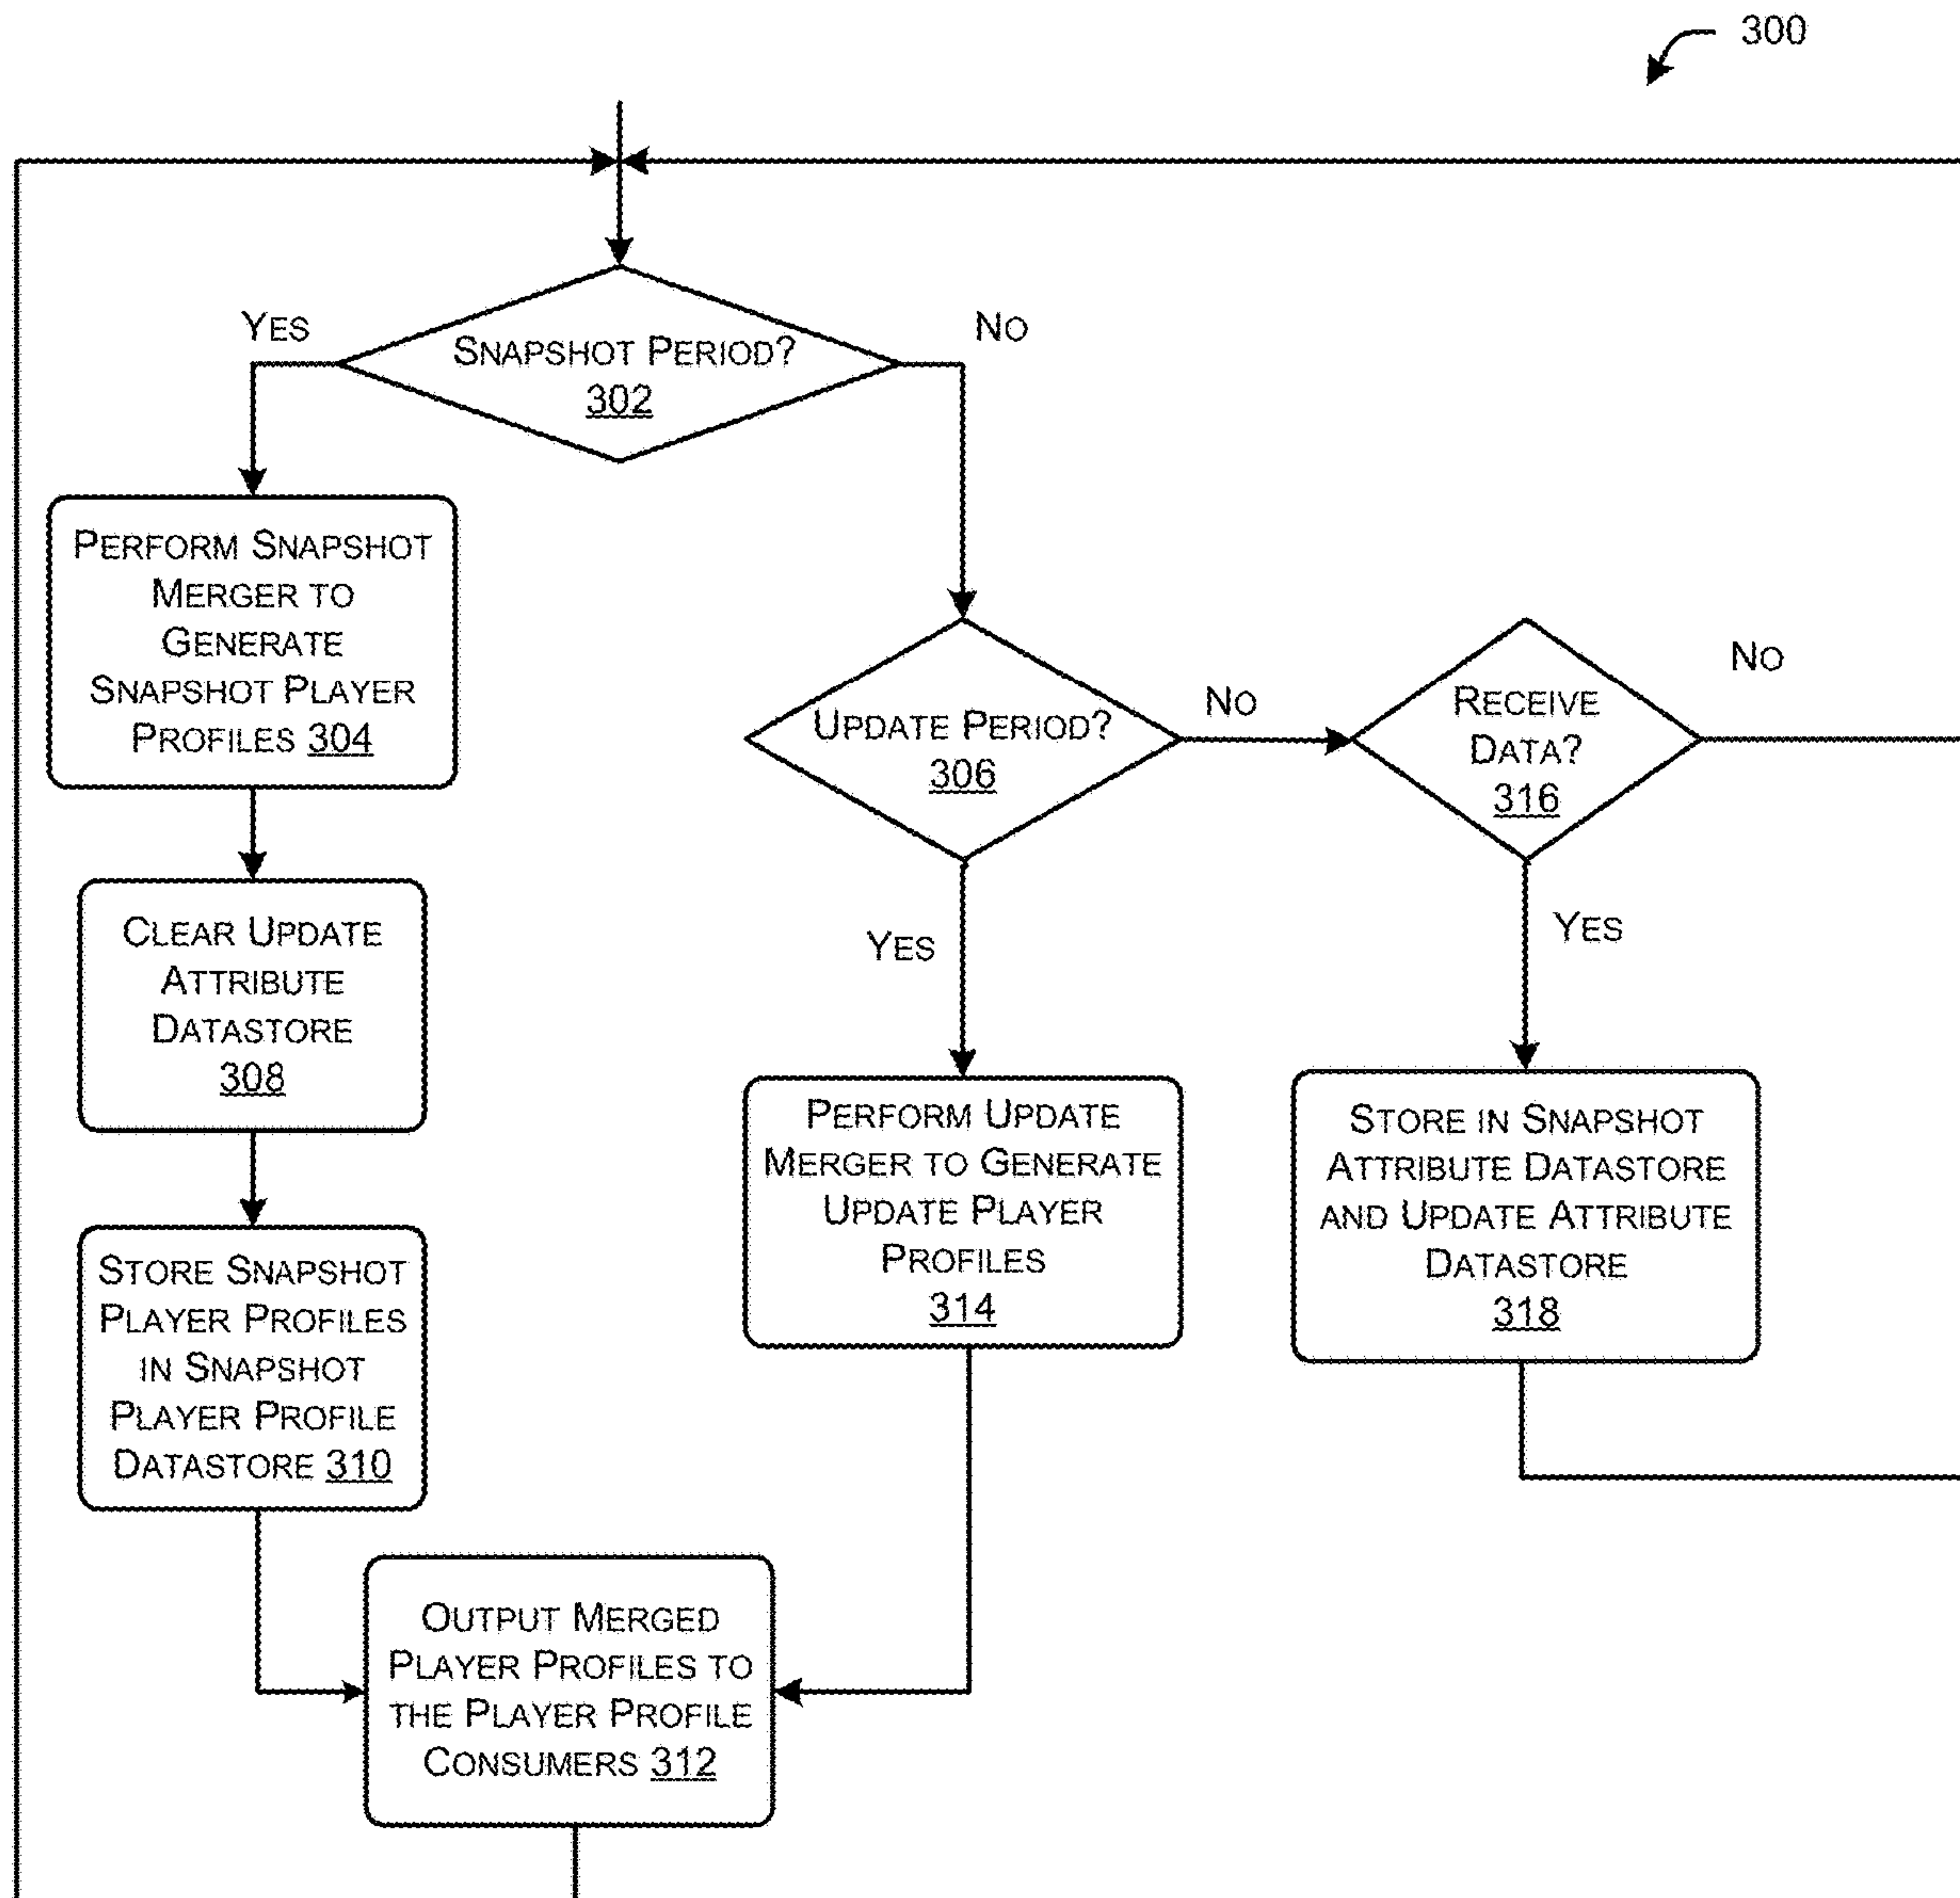 300
YES
NO
SNAPSHOT PERIOD?
302
PERFORM SNAPSHOT
MERGER TO
GENERATE
SNAPSHOT PLAYER
PROFILES 304
UPDATE PERIOD?
306
NO
RECEIVE
DATA?
316
NO
CLEAR UPDATE
ATTRIBUTE
DATASTORE
308
YES
YES
PERFORM UPDATE
MERGER TO GENERATE
UPDATE PLAYER
PROFILES
314
STORE IN SNAPSHOT
ATTRIBUTE DATASTORE
AND UPDATE ATTRIBUTE
DATASTORE
318
STORE SNAPSHOT
PLAYER PROFILES
IN SNAPSHOT
PLAYER PROFILE
DATASTORE 310
OUTPUT MERGED
PLAYER PROFILES TO
THE PLAYER PROFILE
CONSUMERS 312